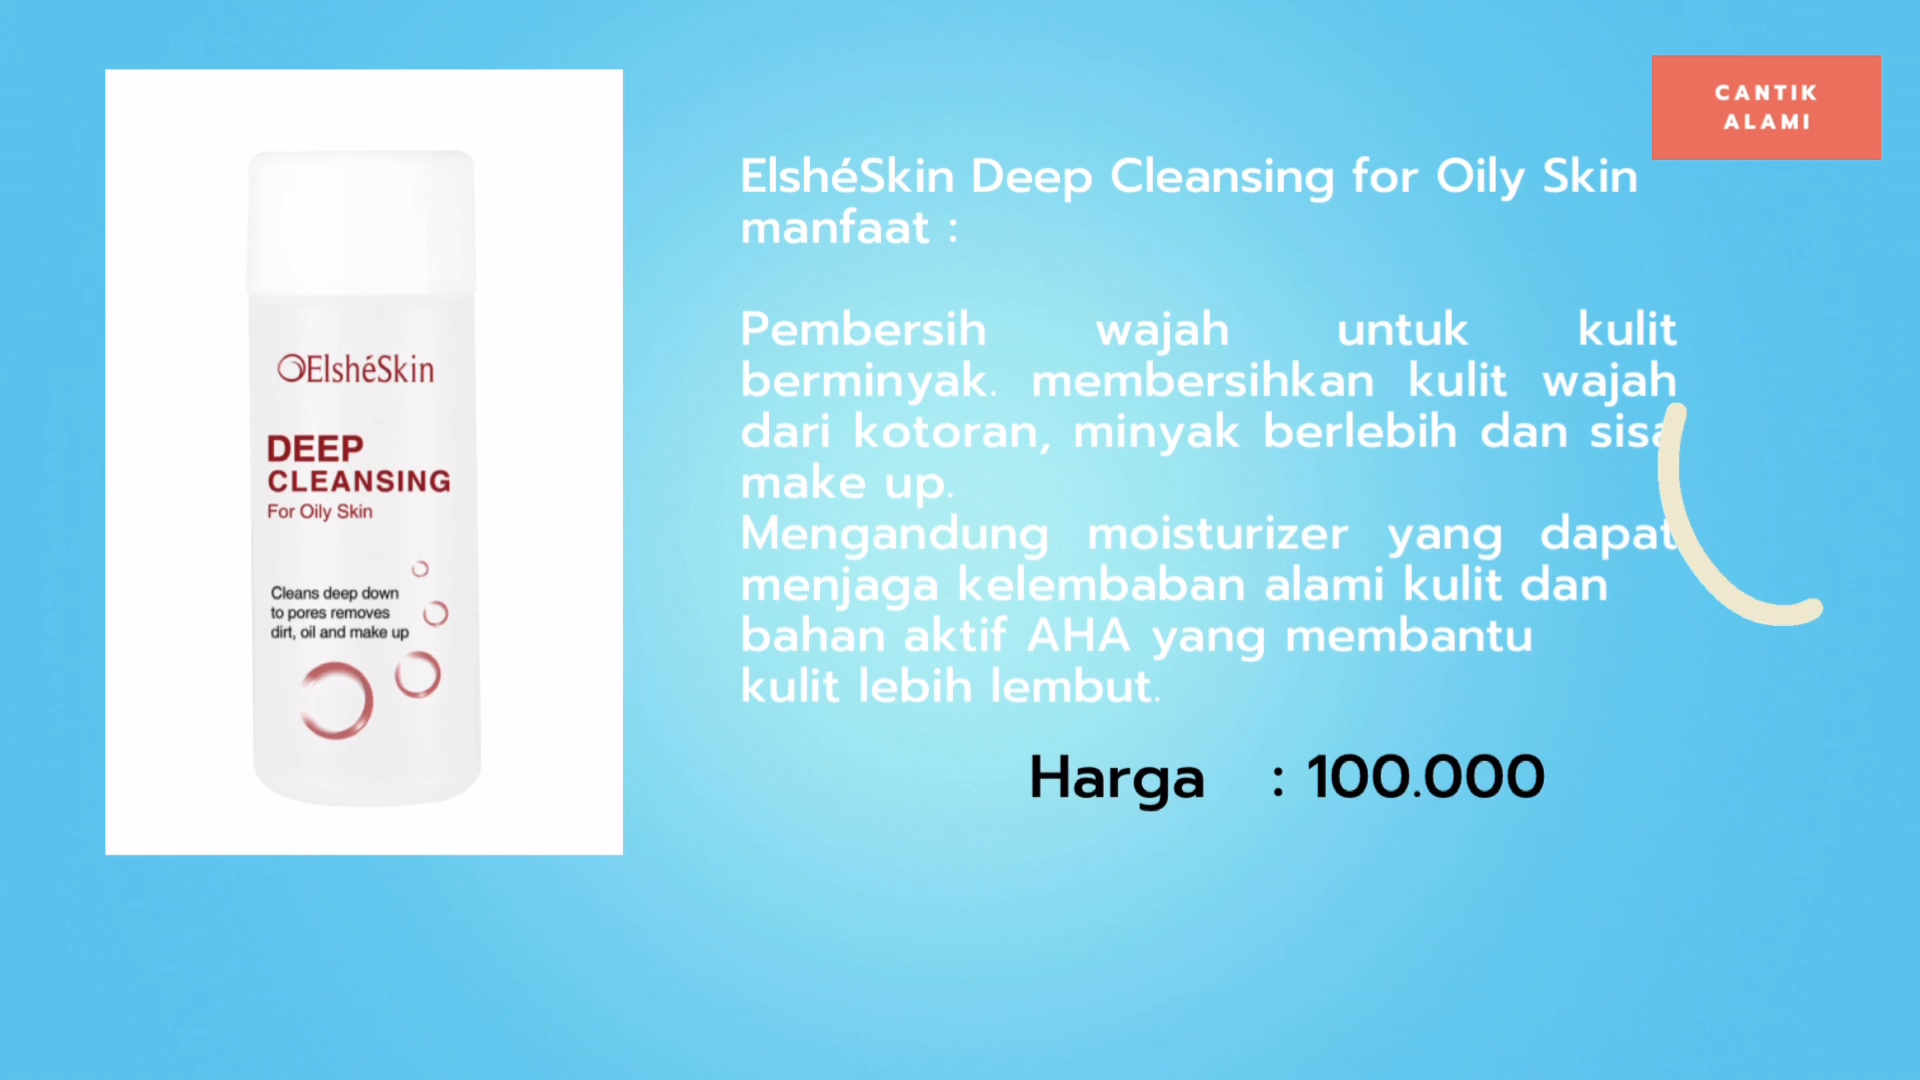 CANTIK
ALAMI
ElshéSkin
DEEP
CLEANSING
For Oily Skin
Cleans deep down
to pores removes
dirt, oil and make up
ElshéSkin Deep Cleansing for Oily Skin
manfaat :
Pembersih wajah untuk kulit
berminyak. membersihkan kulit wajah
dari kotoran, minyak berlebih dan sisa
make up.
Mengandung moisturizer yang dapat
menjaga kelembaban alami kulit dan
bahan aktif AHA yang membantu
kulit lebih lembut.
Harga : 100.000